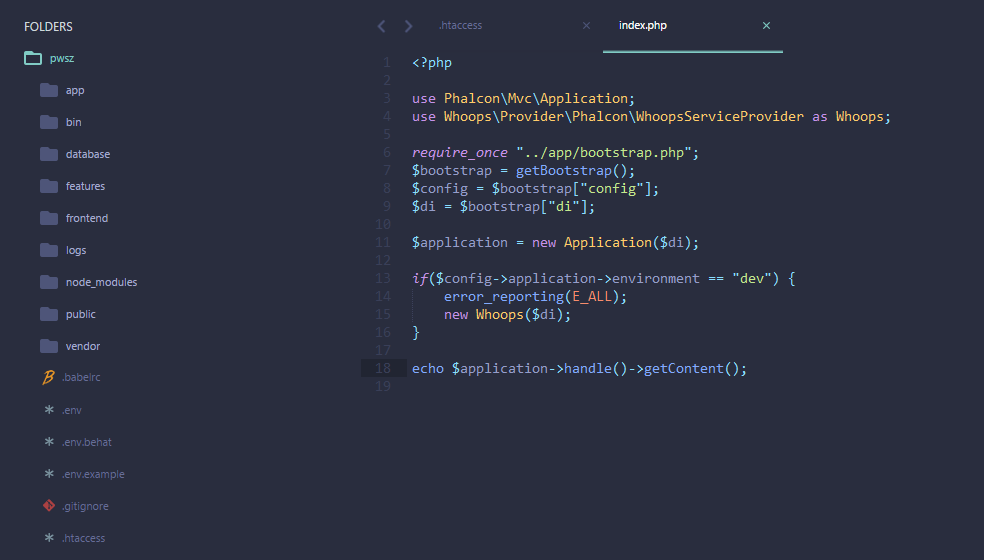 FOLDERS
pwsz
app
bin
database
features
frontend
logs
node_modules
public
vendor
.babelrc
.env
.env.behat
.env.example
.gitignore
.htaccess
.htaccess
index.php
1 <?php
2
3 use Phalcon\Mvc\Application;
4 use Whoops\Provider\Phalcon\WhoopsServiceProvider as Whoops;
5
6 require_once "../app/bootstrap.php";
7 $bootstrap = getBootstrap();
8 $config = $bootstrap["config"];
9 $di = $bootstrap["di"];
10
11 $application = new Application($di);
12
13 if($config->application->environment == "dev") {
14     error_reporting(E_ALL);
15     new Whoops($di);
16 }
17
18 echo $application->handle()->getContent();
19